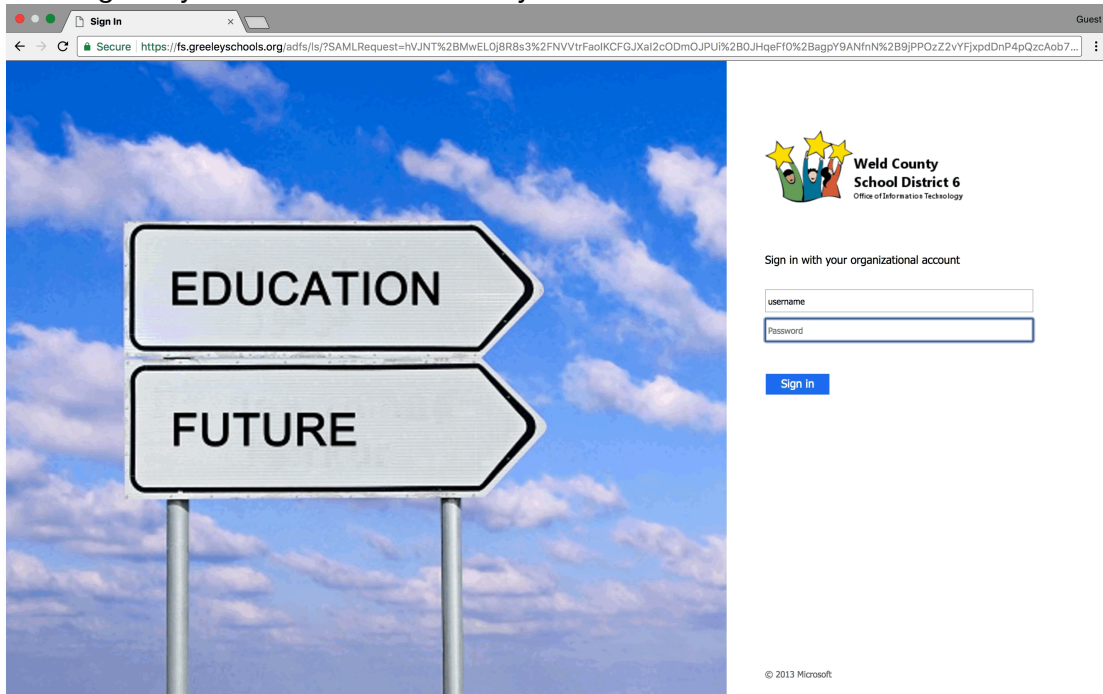 Sign In
Guest
Secure https://fs.greeleyschools.org/adfs/ls/?SAMLRequest=hVJNT%2BMwEL0j8R8s3%2FNVVtrFaolKCFGJXaI2cODmOJPUi%2B0JHqeFf0%2BagpY9ANfnN%2B9jPPOzZ2vYFjxpdDnP4pQzcAob7...
Weld County
School District 6
Office of Information Technology
Sign in with your organizational account
username
Password
Sign in
EDUCATION
FUTURE
© 2013 Microsoft